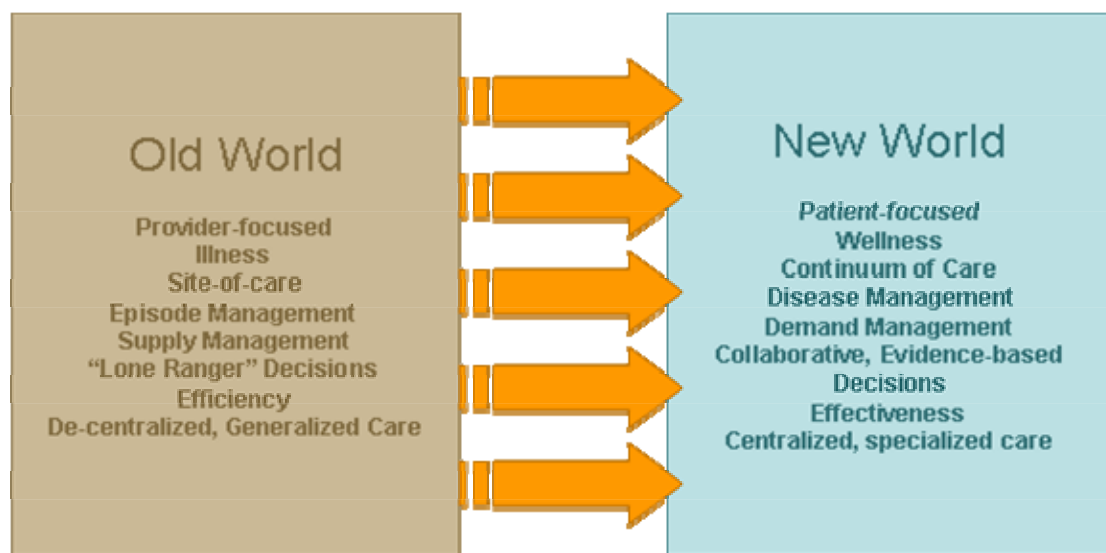 Old World
Provider-focused
Illness
Site-of-care
Episode Management
Supply Management
“Lone Ranger” Decisions
Efficiency
De-centralized, Generalized Care
New World
Patient-focused
Wellness
Continuum of Care
Disease Management
Demand Management
Collaborative, Evidence-based
Decisions
Effectiveness
Centralized, specialized care